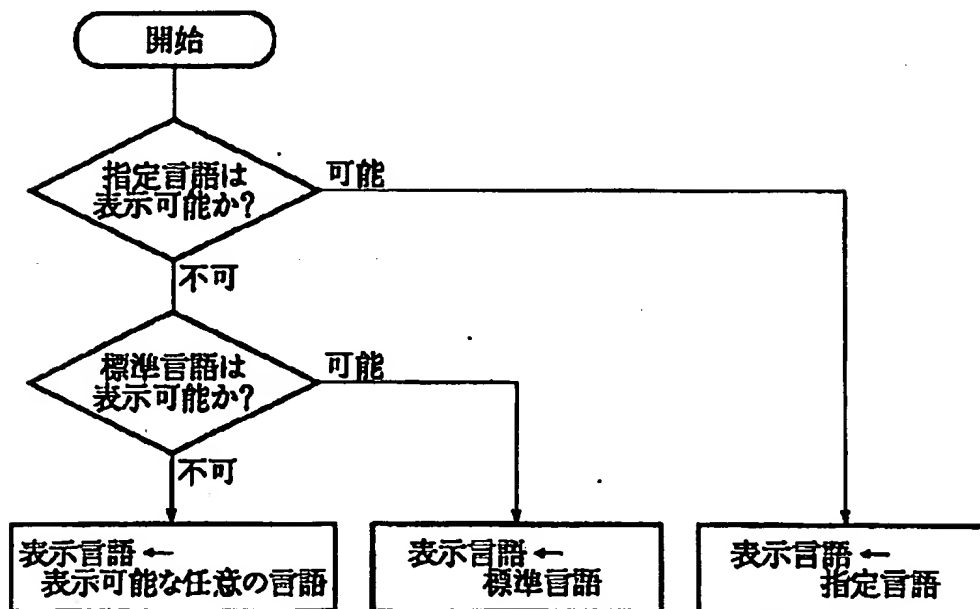 開始
指定言語は
表示可能か?
可能
不可
標準言語は
表示可能か?
可能
不可
表示言語←
表示可能な任意の言語
表示言語←
標準言語
表示言語←
指定言語